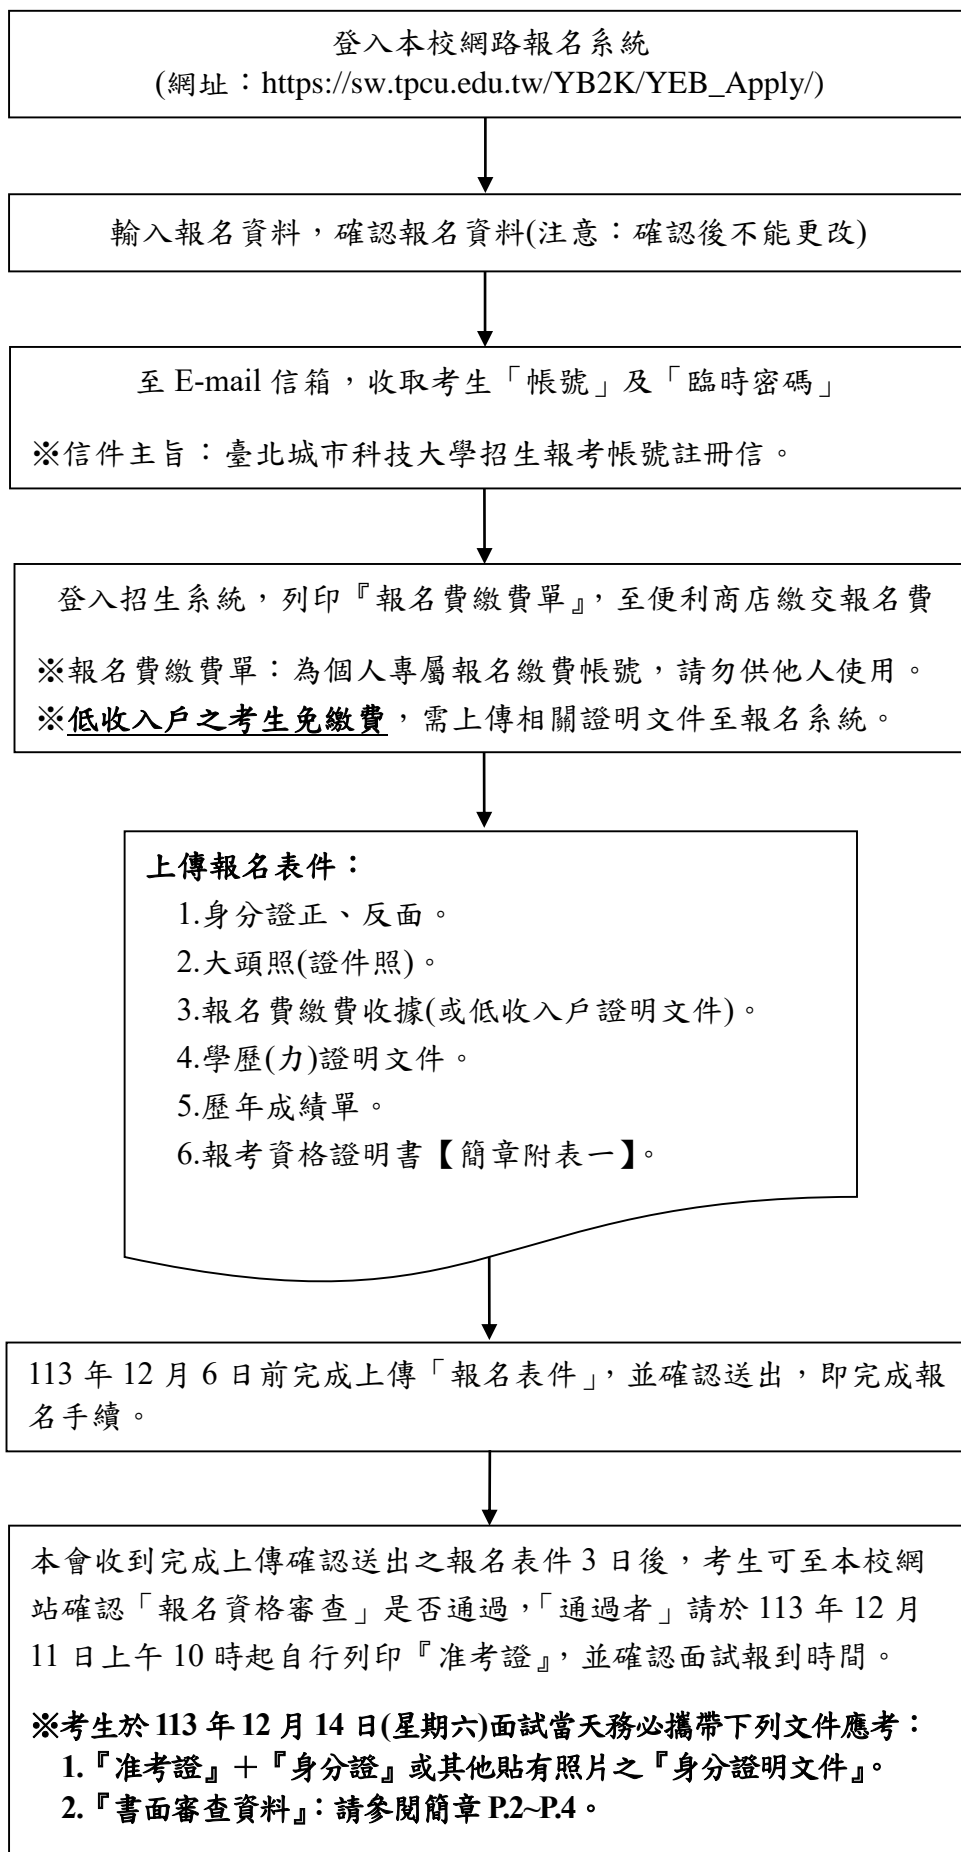 登入本校網路報名系統
(網址：https://sw.tpcu.edu.tw/YB2K/YEB_Apply/)
輸入報名資料，確認報名資料(注意：確認後不能更改)
至 E-mail 信箱，收取考生「帳號」及「臨時密碼」
※信件主旨：臺北城市科技大學招生報考帳號註冊信。
登入招生系統，列印『報名費繳費單』，至便利商店繳交報名費
※報名費繳費單：為個人專屬報名繳費帳號，請勿供他人使用。
※低收入戶之考生免繳費，需上傳相關證明文件至報名系統。
上傳報名表件：
1.身分證正、反面。
2.大頭照(證件照)。
3.報名費繳費收據(或低收入戶證明文件)。
4.學歷(力)證明文件。
5.歷年成績單。
6.報考資格證明書【簡章附表一】。
113 年 12 月 6 日前完成上傳「報名表件」，並確認送出，即完成報
名手續。
本會收到完成上傳確認送出之報名表件 3 日後，考生可至本校網
站確認「報名資格審查」是否通過，「通過者」請於 113 年 12 月
11 日上午 10 時起自行列印『准考證』，並確認面試報到時間。
※考生於 113 年 12 月 14 日(星期六)面試當天務必攜帶下列文件應考：
1.『准考證』＋『身分證』或其他貼有照片之『身分證明文件』。
2.『書面審查資料』：請參閱簡章 P.2~P.4。